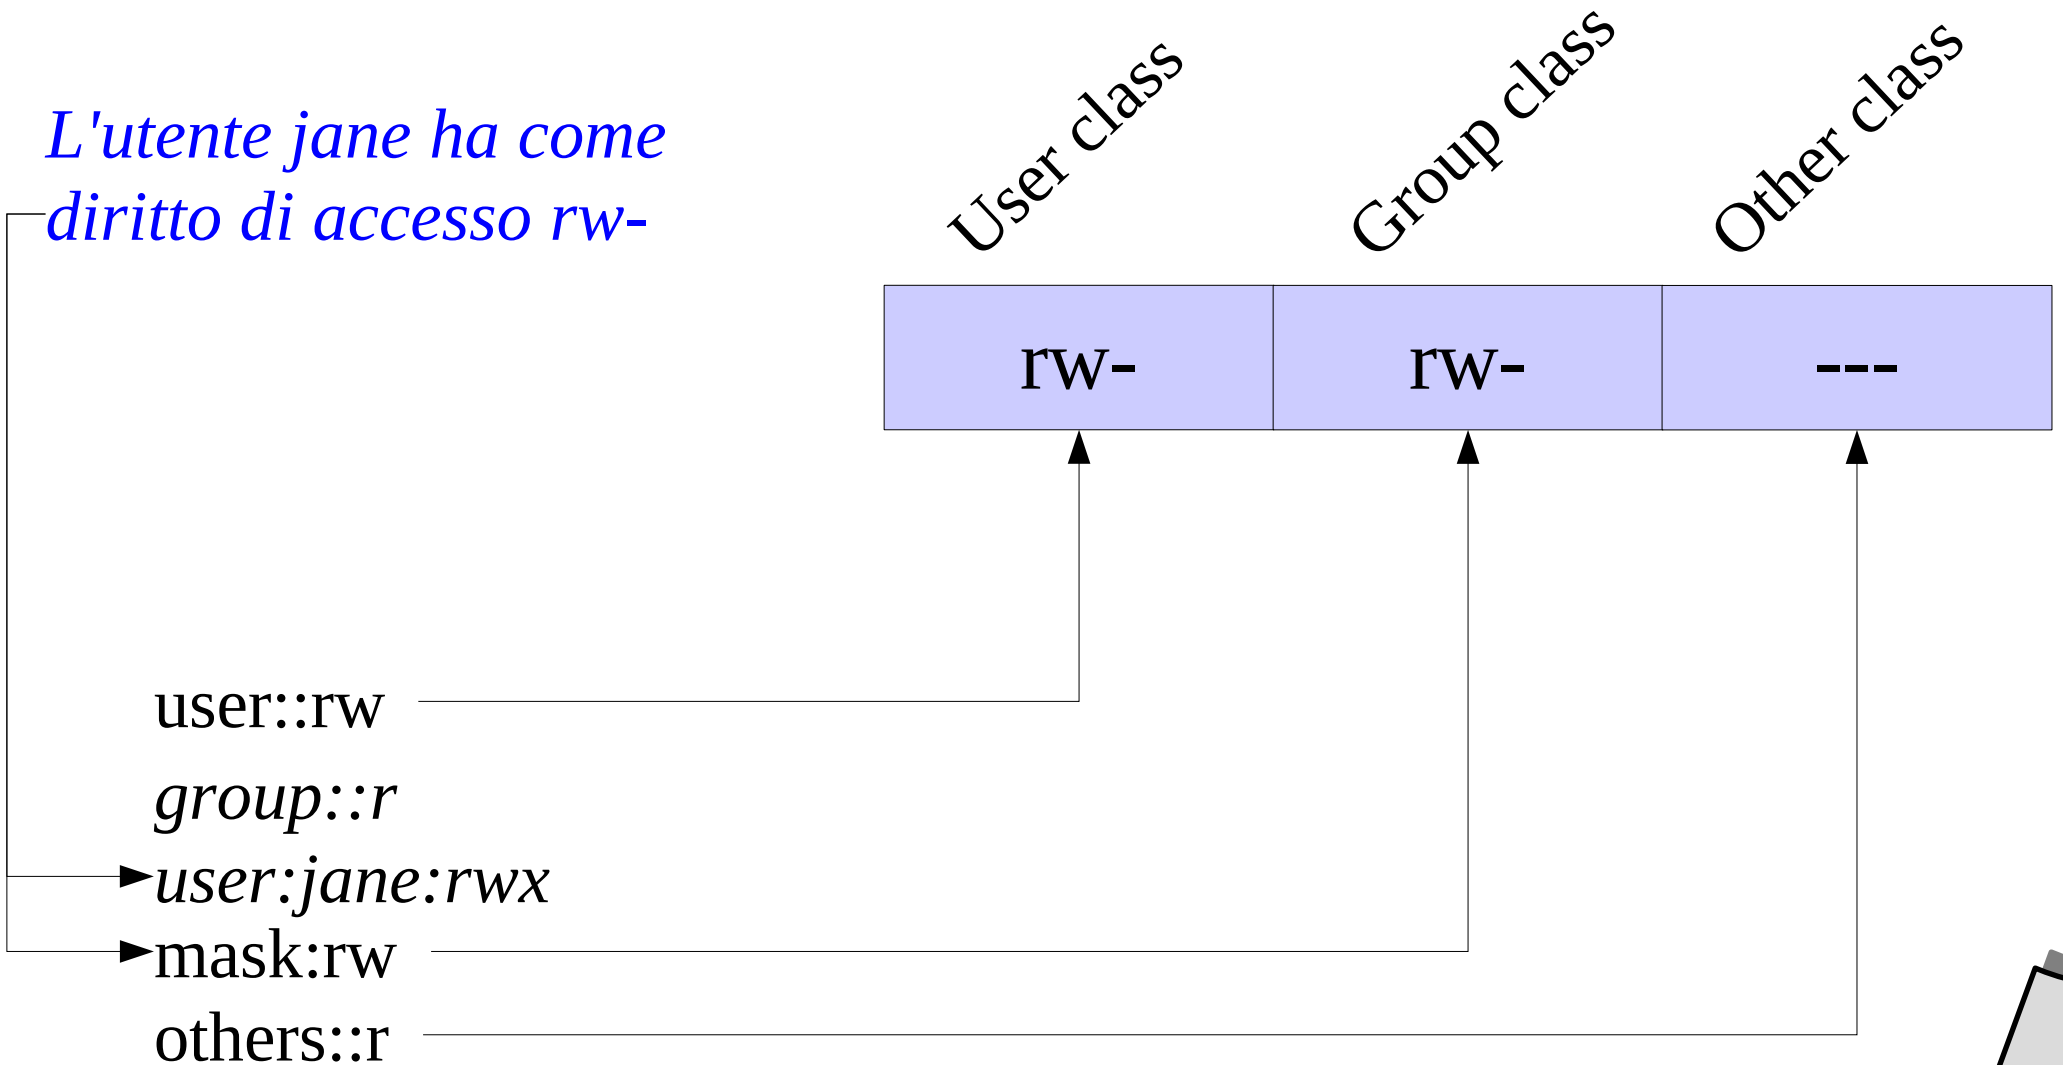 L'utente jane ha come
diritto di accesso rw-
User class
Group class
Other class
rw-
rw-
---
user::rw
group::r
user:jane:rwx
mask:rw
others::r